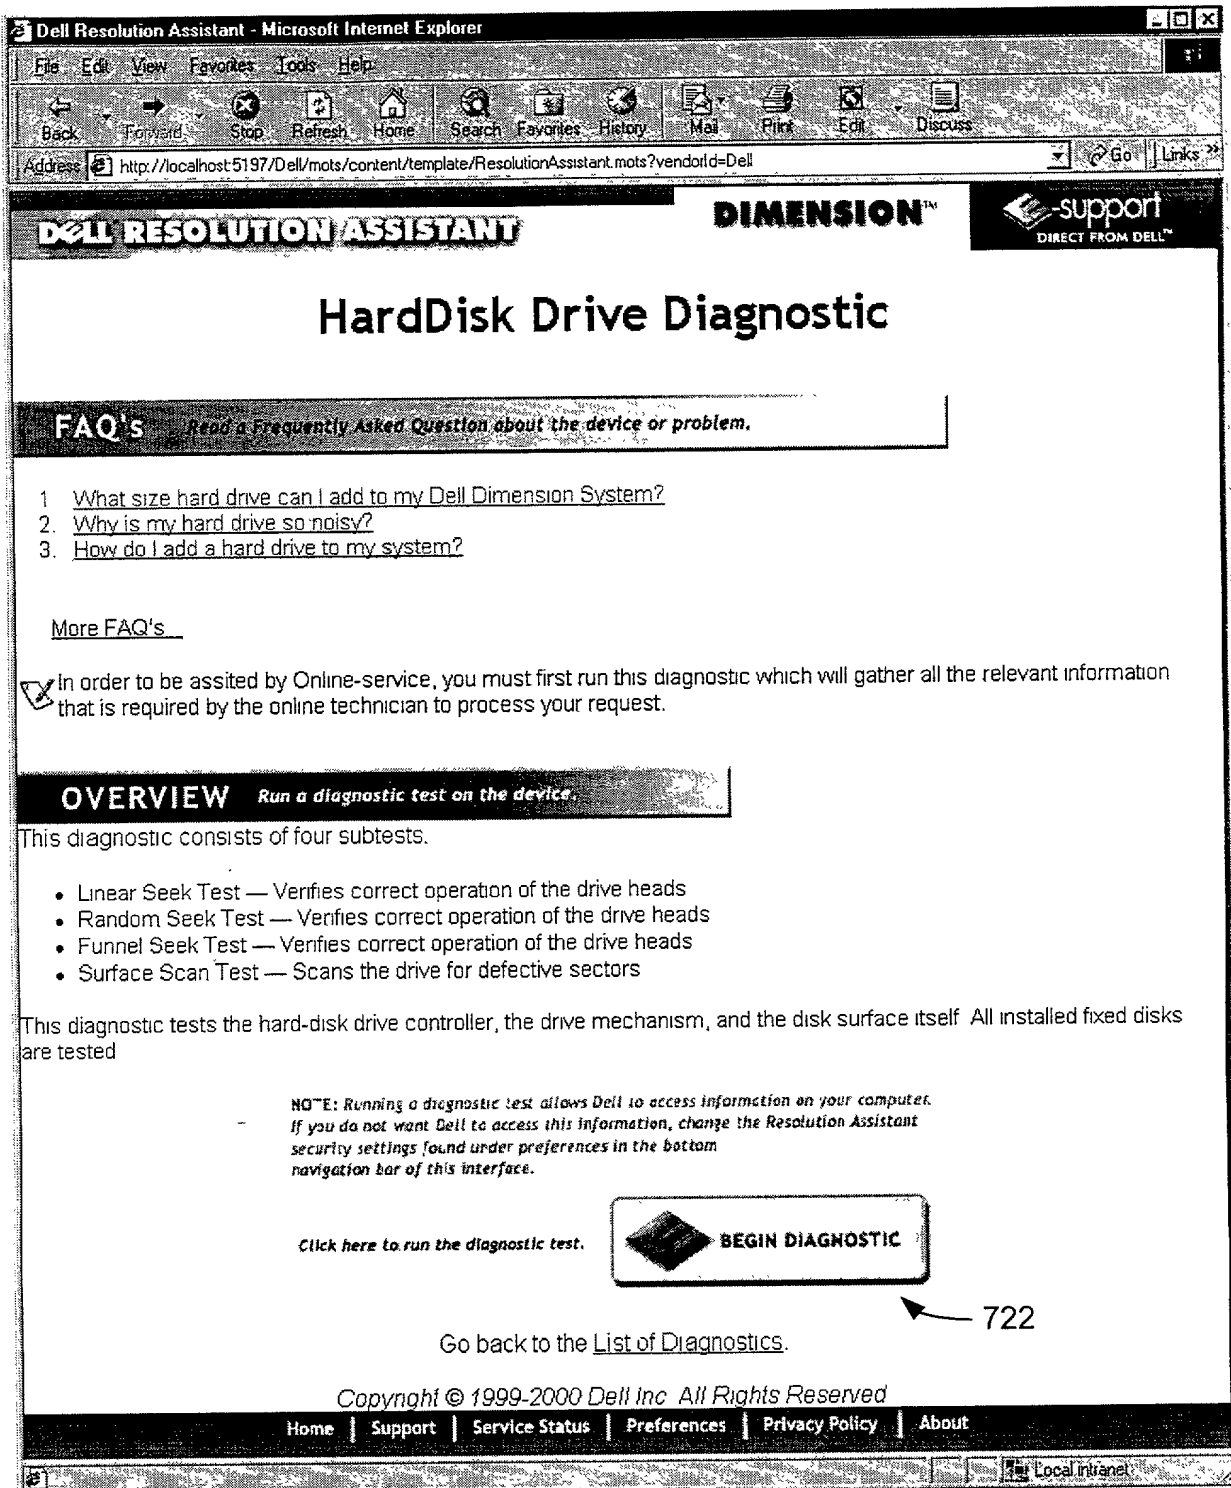 Dell Resolution Assistant - Microsoft Internet Explorer
File Edit View Favorites Tools Help
Back Forward Stop Refresh Home Search Favorites History Mail Print Edit Discuss
Address http://localhost:5197/Dell/mots/content/template/ResolutionAssistant.mots?vendorId=Dell Go Links »
DELL RESOLUTION ASSISTANT DIMENSION™ e-support
DIRECT FROM DELL™
HardDisk Drive Diagnostic
FAQ's Read a Frequently Asked Question about the device or problem.
1 What size hard drive can I add to my Dell Dimension System?
2. Why is my hard drive so noisy?
3. How do I add a hard drive to my system?
More FAQ's
In order to be assited by Online-service, you must first run this diagnostic which will gather all the relevant information
that is required by the online technician to process your request.
OVERVIEW Run a diagnostic test on the device.
This diagnostic consists of four subtests.
• Linear Seek Test — Verifies correct operation of the drive heads
• Random Seek Test — Verifies correct operation of the drive heads
• Funnel Seek Test — Verifies correct operation of the drive heads
• Surface Scan Test — Scans the drive for defective sectors
This diagnostic tests the hard-disk drive controller, the drive mechanism, and the disk surface itself All installed fixed disks
are tested
NOTE: Running a diagnostic test allows Dell to access information on your computer.
If you do not want Dell to access this information, change the Resolution Assistant
security settings found under preferences in the bottom
navigation bar of this interface.
Click here to run the diagnostic test. BEGIN DIAGNOSTIC
722
Go back to the List of Diagnostics.
Copyright © 1999-2000 Dell Inc All Rights Reserved
Home | Support | Service Status | Preferences | Privacy Policy | About
Local intranet